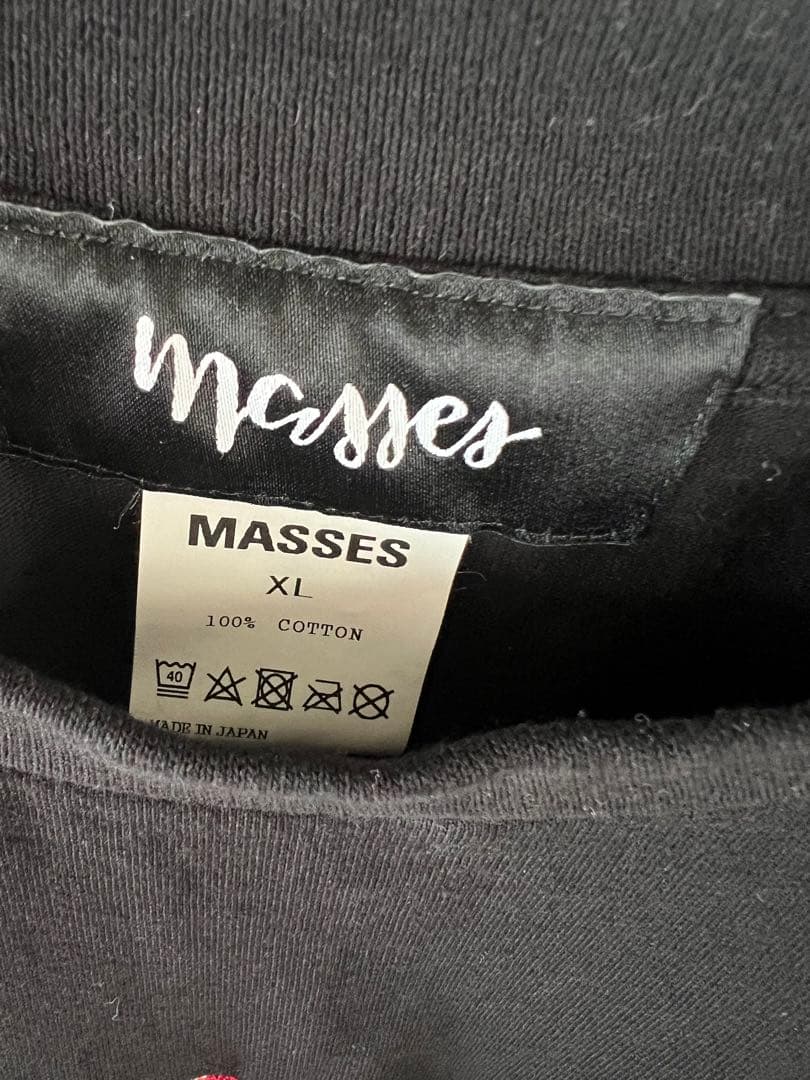 masses
MASSES
XL
100% COTTON
40
MADE IN JAPAN